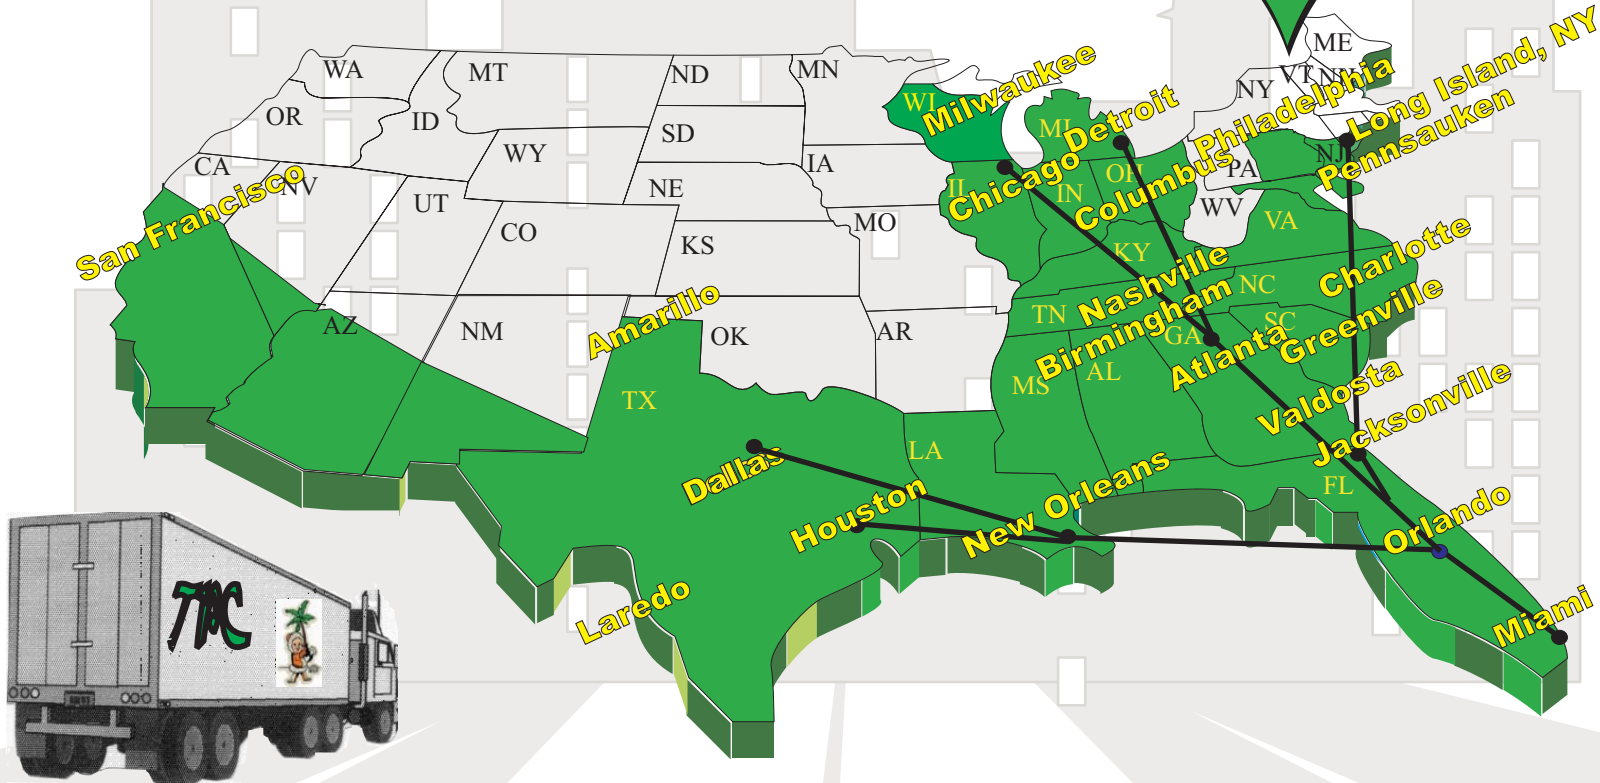 ME
WA
MT
ND
MN
VT
NH
NY
OR
ID
SD
WI
Milwaukee
MI
Detroit
Philadelphia
Long Island, NY
Pennsauken
CA
NV
WY
IA
NE
IL
Chicago
IN
OH
Columbus
PA
NJ
San Francisco
UT
CO
KS
MO
KY
WV
VA
Charlotte
AZ
NM
Amarillo
OK
AR
TN
Nashville
Birmingham
NC
SC
GA
Atlanta
Greenville
TX
MS
AL
Valdosta
Jacksonville
Dallas
LA
Houston
New Orleans
FL
Orlando
Laredo
Miami
TPC